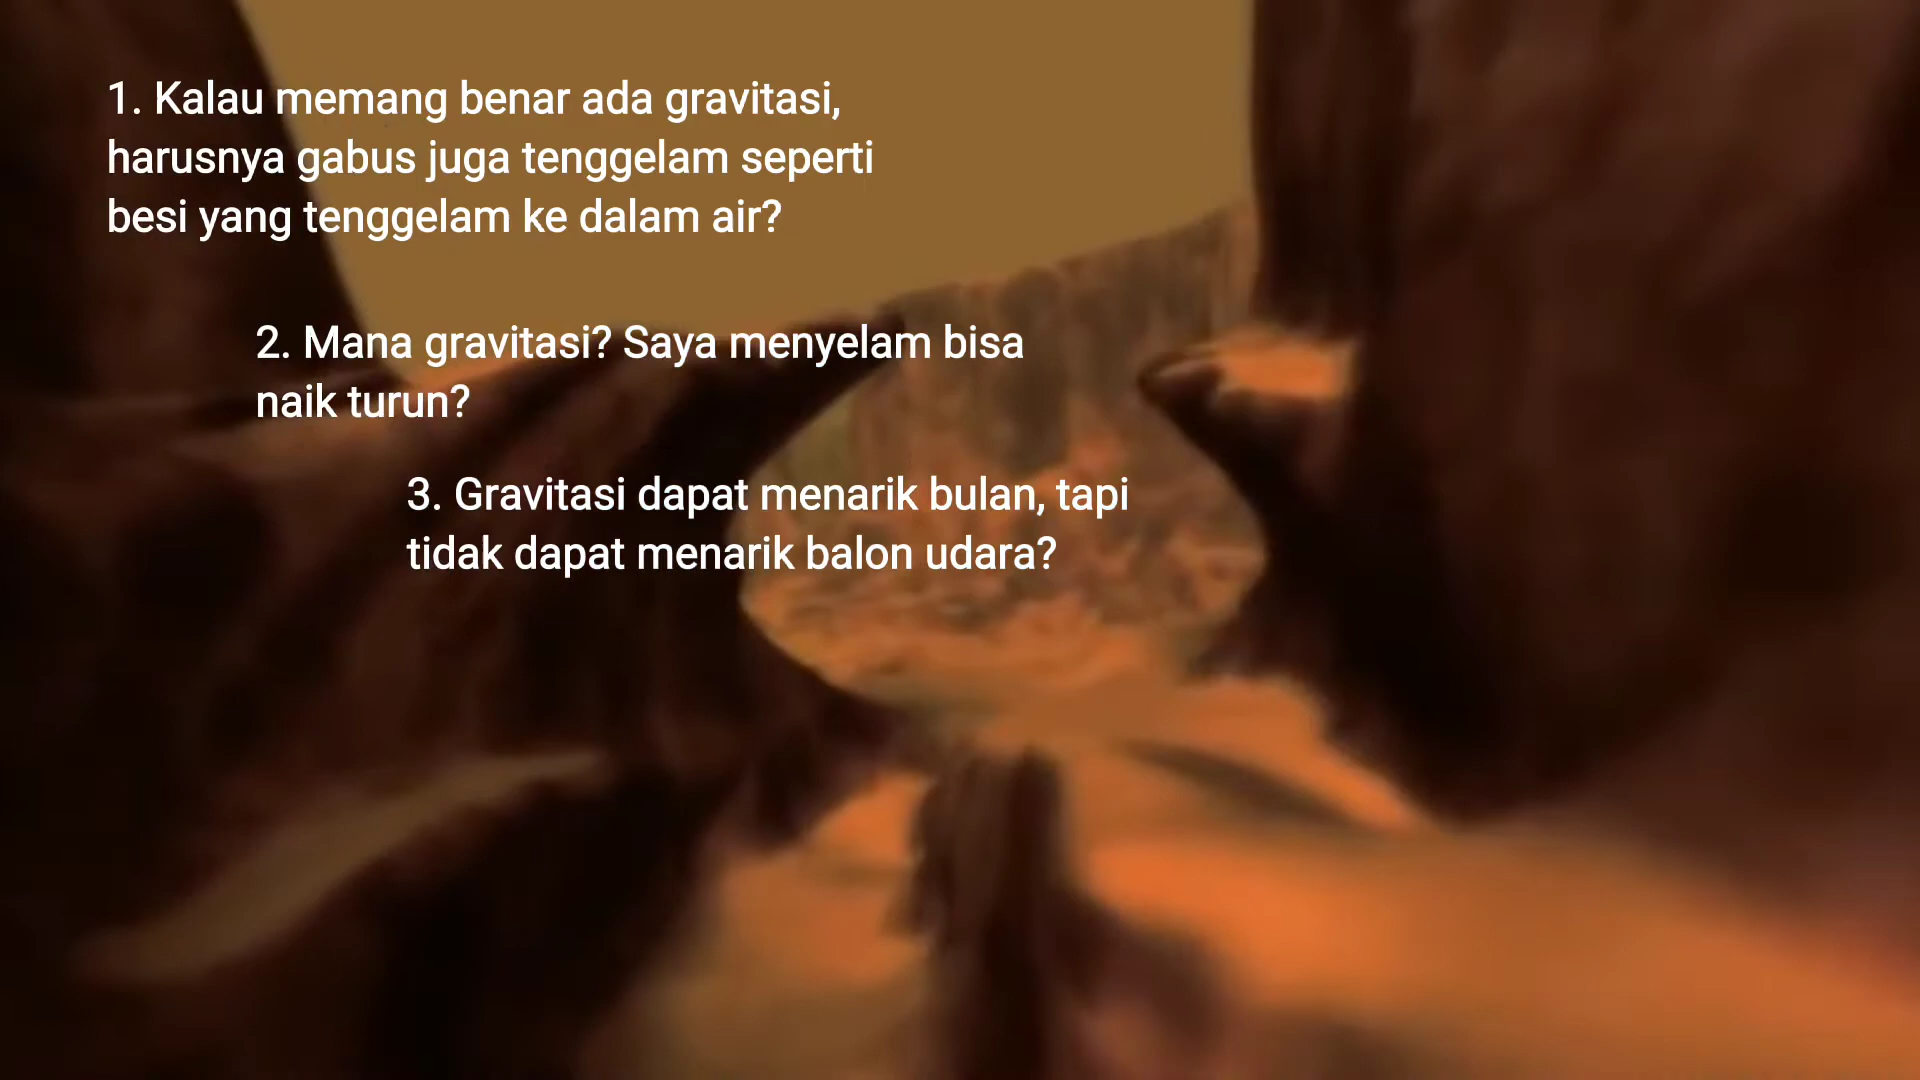 1. Kalau memang benar ada gravitasi,
harusnya gabus juga tenggelam seperti
besi yang tenggelam ke dalam air?
2. Mana gravitasi? Saya menyelam bisa
naik turun?
3. Gravitasi dapat menarik bulan, tapi
tidak dapat menarik balon udara?